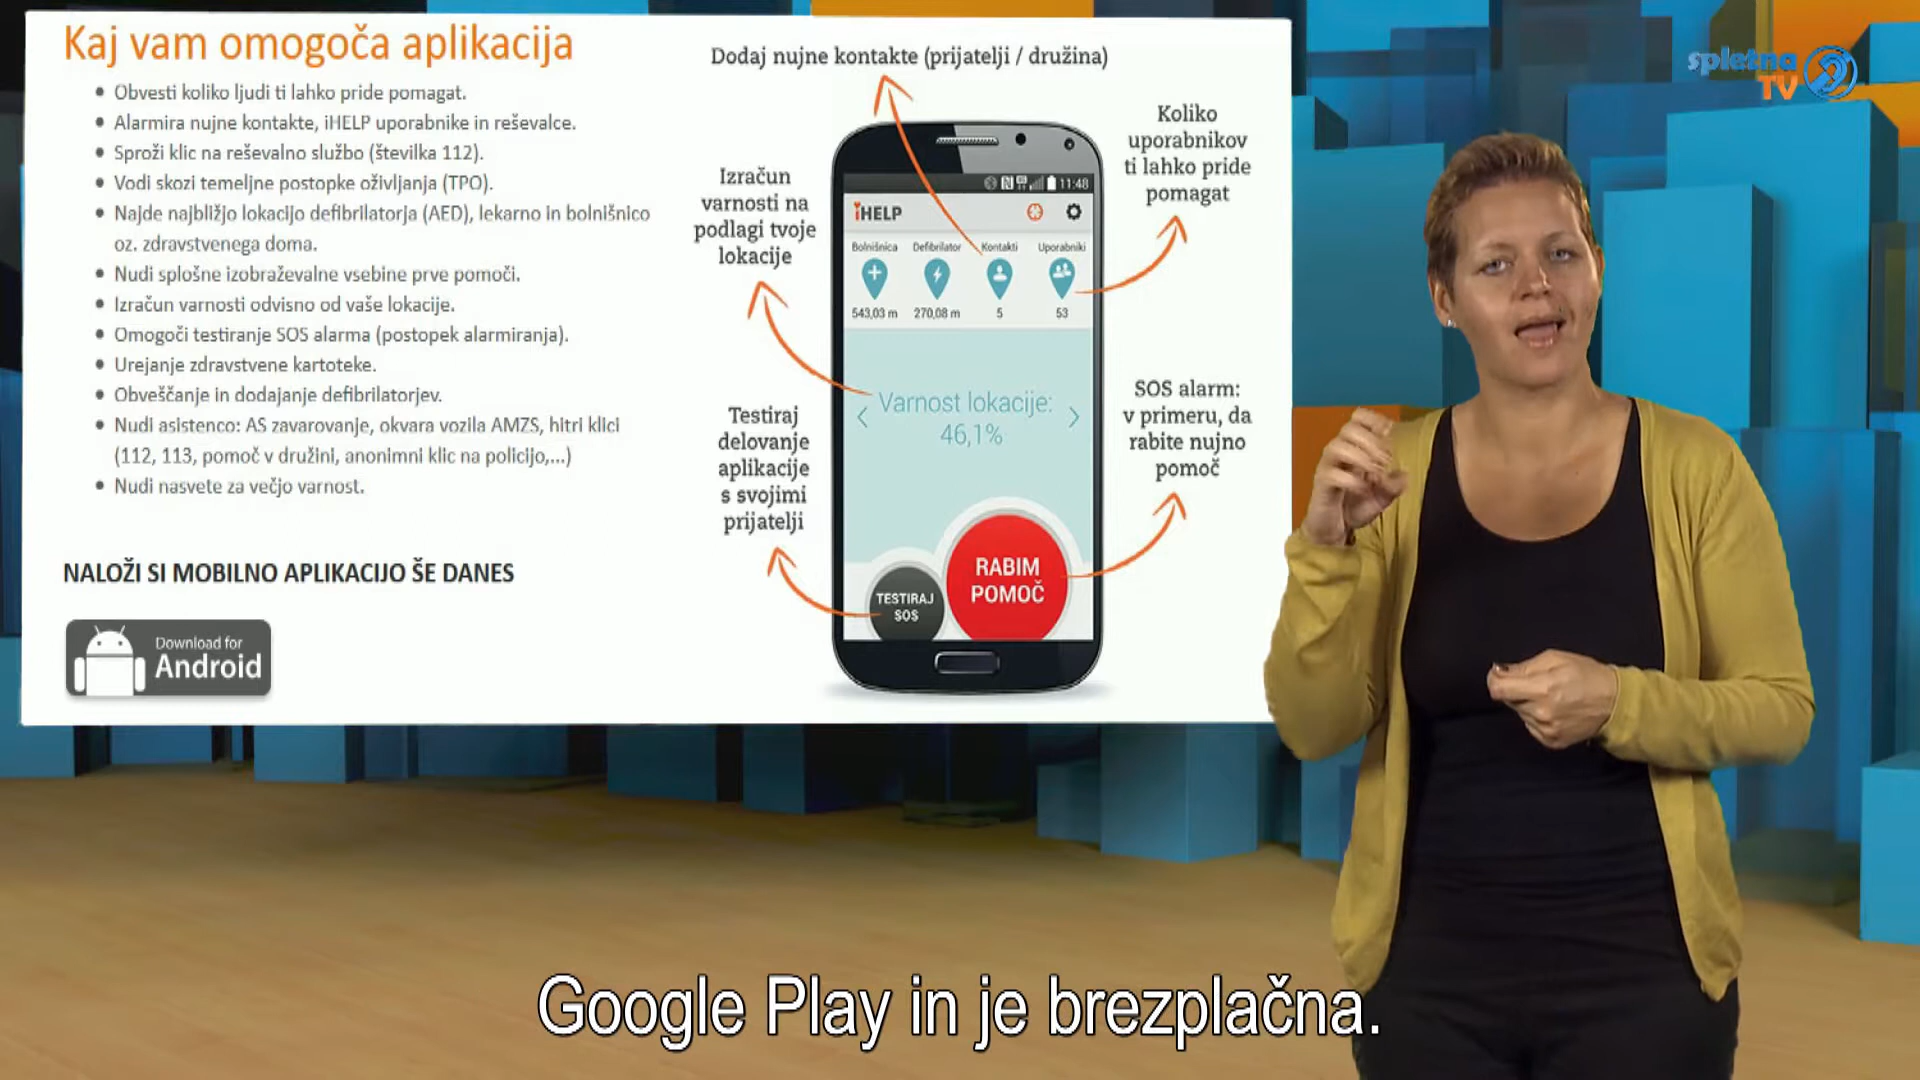 Kaj vam omogoča aplikacija
Obvesti koliko ljudi ti lahko pride pomagat.
Alarmira nujne kontakte, iHELP uporabnike in reševalce.
Sproži klic na reševalno službo (številka 112).
Vodi skozi temeljne postopke oživljanja (TPO).
Najde najbližjo lokacijo defibrilatorja (AED), lekarno in bolnišnico
oz. zdravstvenega doma.
Nudi splošne izobraževalne vsebine prve pomoči.
Izračun varnosti odvisno od vaše lokacije.
Omogoči testiranje SOS alarma (postopek alarmiranja).
Urejanje zdravstvene kartoteke.
Obveščanje in dodajanje defibrilatorjev.
Nudi asistenco: AS zavarovanje, okvara vozila AMZS, hitri klici
(112, 113, pomoč v družini, anonimni klic na policijo,...)
Nudi nasvete za večjo varnost.
NALOŽI SI MOBILNO APLIKACIJO ŠE DANES
Download for
Android
Dodaj nujne kontakte (prijatelji / družina)
Izračun
varnosti na
podlagi tvoje
lokacije
Testiraj
delovanje
aplikacije
s svojimi
prijatelji
11:48
iHELP
Bolnišnica Defibrilator Kontakti Uporabniki
543,03 m 270,08 m 5 53
Varnost lokacije:
46,1%
TESTIRAJ
SOS
RABIM
POMOČ
Koliko
uporabnikov
ti lahko pride
pomagat
SOS alarm:
v primeru, da
rabite nujno
pomoč
spletna
TV
Google Play in je brezplačna.